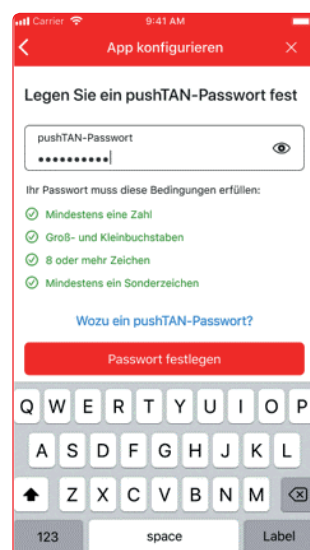 Carrier 9:41 AM
App konfigurieren
Legen Sie ein pushTAN-Passwort fest
pushTAN-Passwort
••••••••••
Ihr Passwort muss diese Bedingungen erfüllen:
Mindestens eine Zahl
Groß- und Kleinbuchstaben
8 oder mehr Zeichen
Mindestens ein Sonderzeichen
Wozu ein pushTAN-Passwort?
Passwort festlegen
Q W E R T Y U I O P
A S D F G H J K L
Z X C V B N M
123 space Label